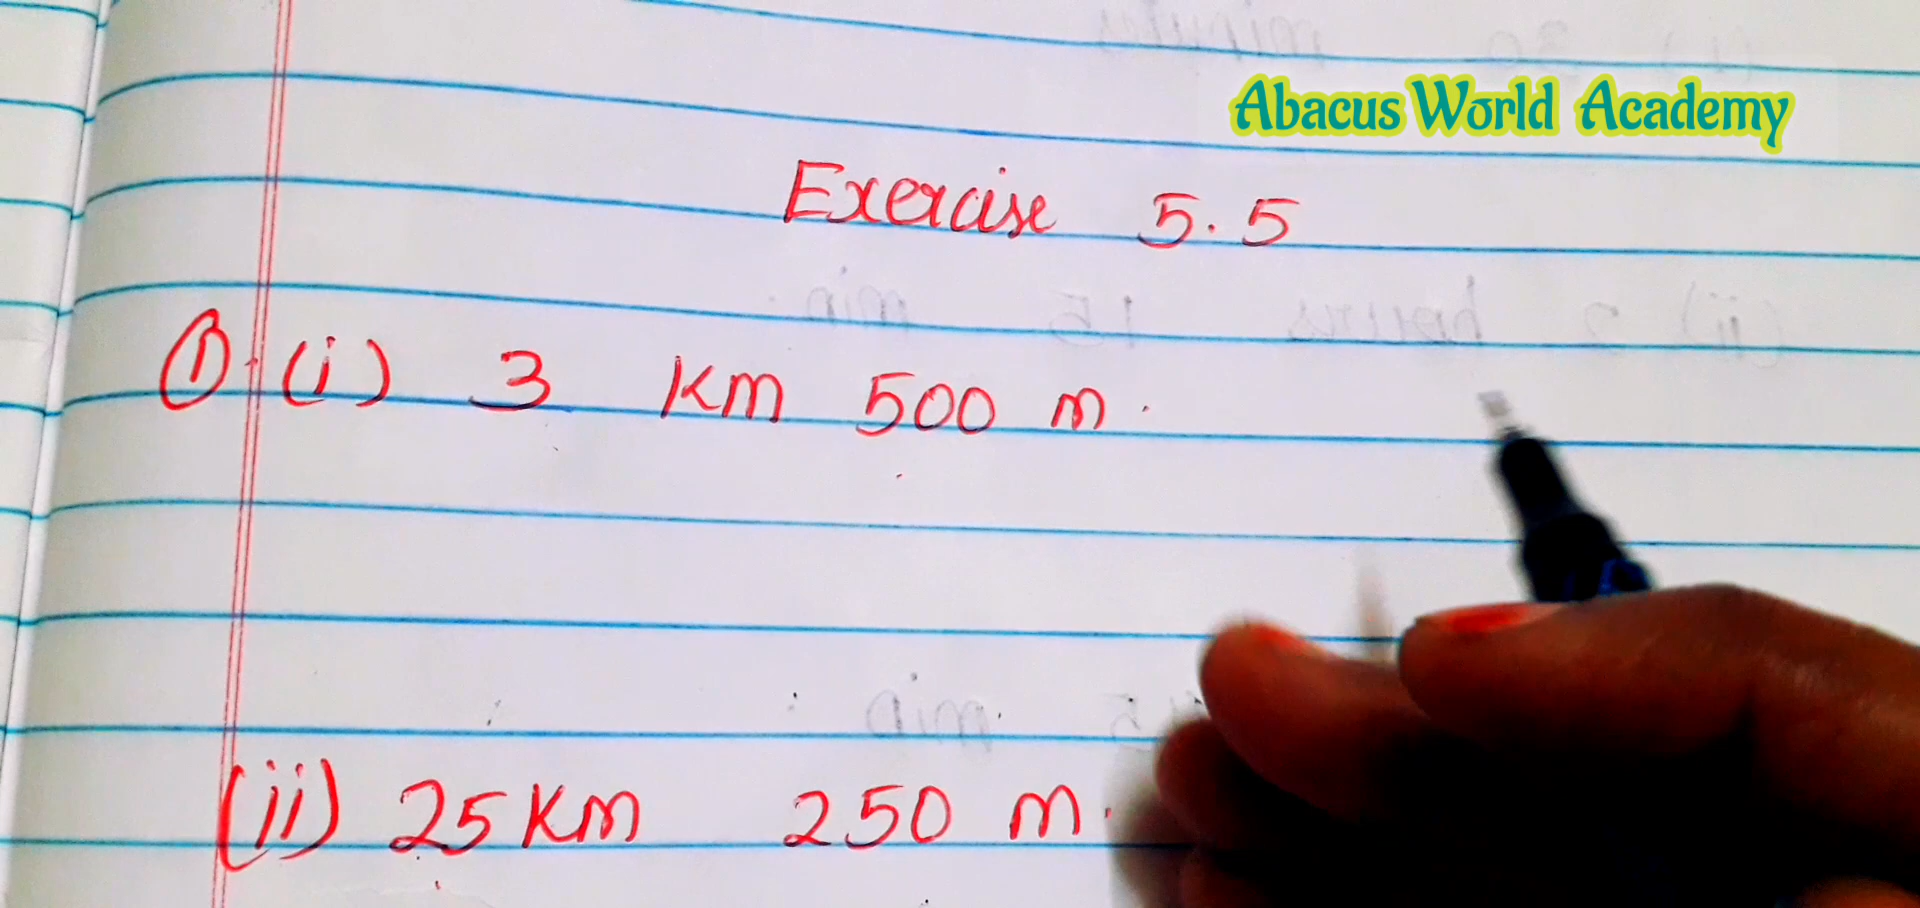 Abacus World Academy
Exercise 5.5
1. (i) 3 Km 500 m.
(ii) 25 Km 250 m.